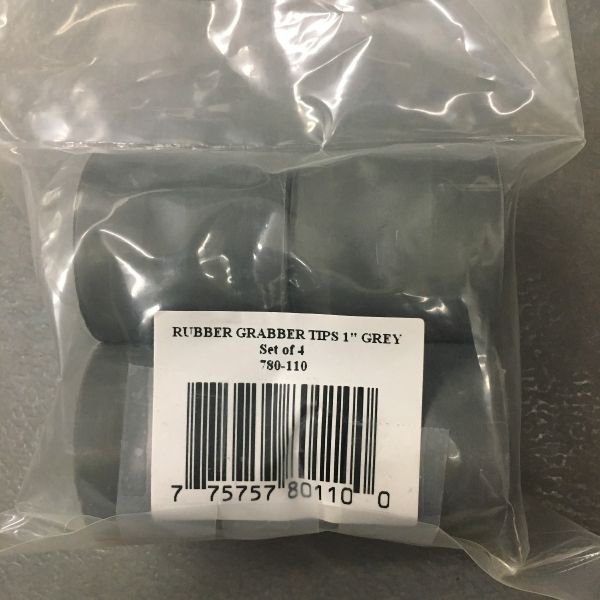 RUBBER GRABBER TIPS 1" GREY
Set of 4
780-110
7 75757 80110 0